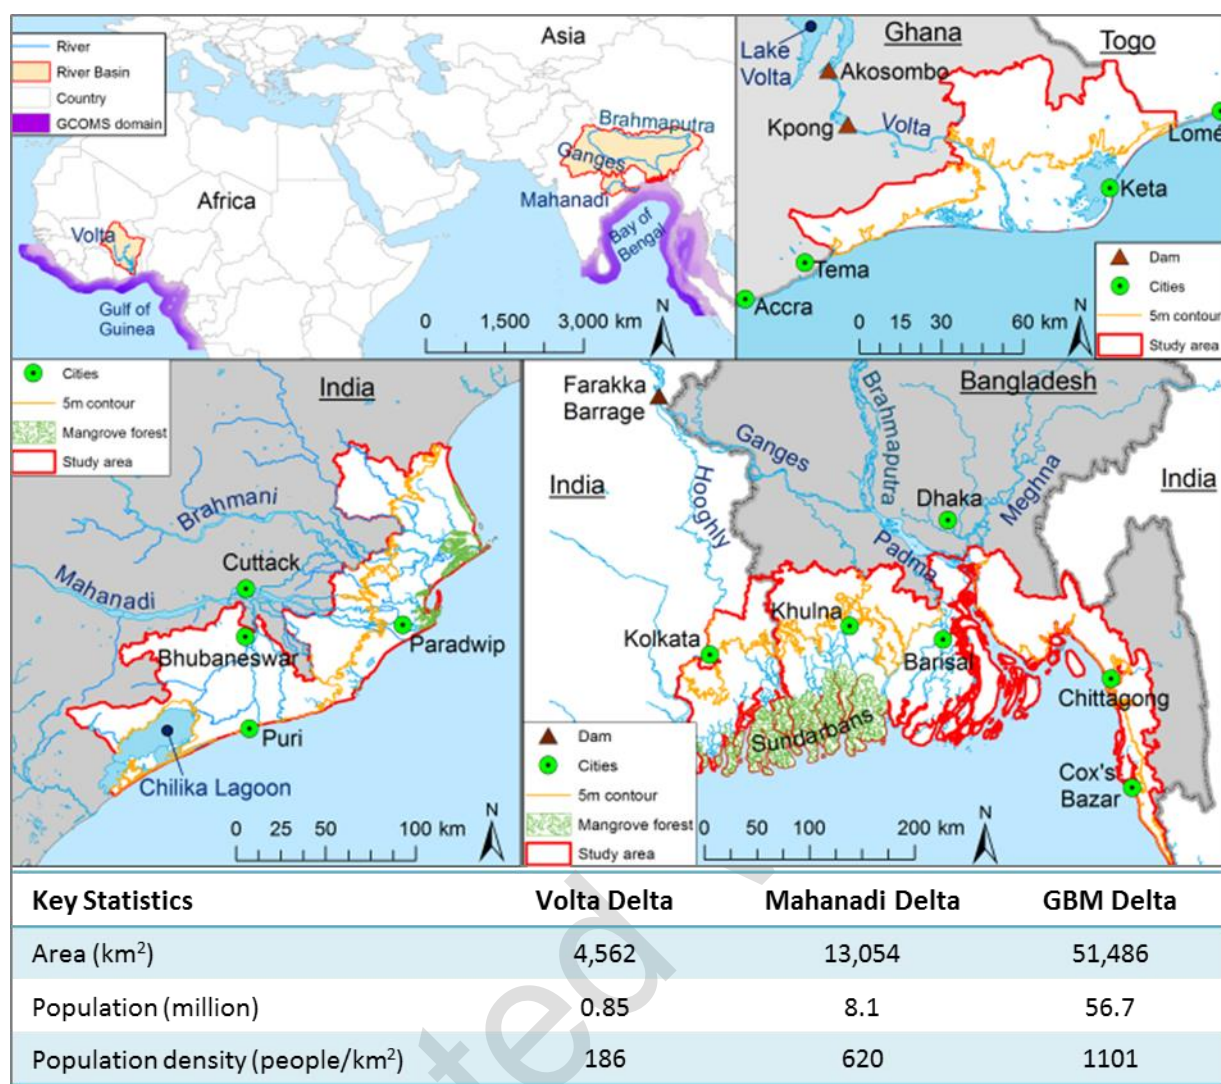 River
River Basin
Country
GCOMS domain
Asia
Africa
Brahmaputra
Ganges
Mahanadi
Bay of
Bengal
Volta
Gulf of
Guinea
0 1,500 3,000 km
N
Ghana
Togo
Lake
Volta
Akosombo
Kpong
Volta
Lome
Keta
Tema
Accra
Dam
Cities
5m contour
Study area
0 15 30 60 km
N
Cities
5m contour
Mangrove forest
Study area
India
Brahmani
Cuttack
Mahanadi
Bhubaneswar
Paradwip
Puri
Chilika Lagoon
0 25 50 100 km
N
Farakka
Barrage
Bangladesh
Ganges
Brahmaputra
India
Hooghly
Dhaka
Meghna
India
Padma
Khulna
Kolkata
Barisal
Chittagong
Sundarbans
Cox's
Bazar
Dam
Cities
5m contour
Mangrove forest
Study area
0 50 100 200 km
N
Key Statistics Volta Delta Mahanadi Delta GBM Delta
Area (km²) 4,562 13,054 51,486
Population (million) 0.85 8.1 56.7
Population density (people/km²) 186 620 1101
ted